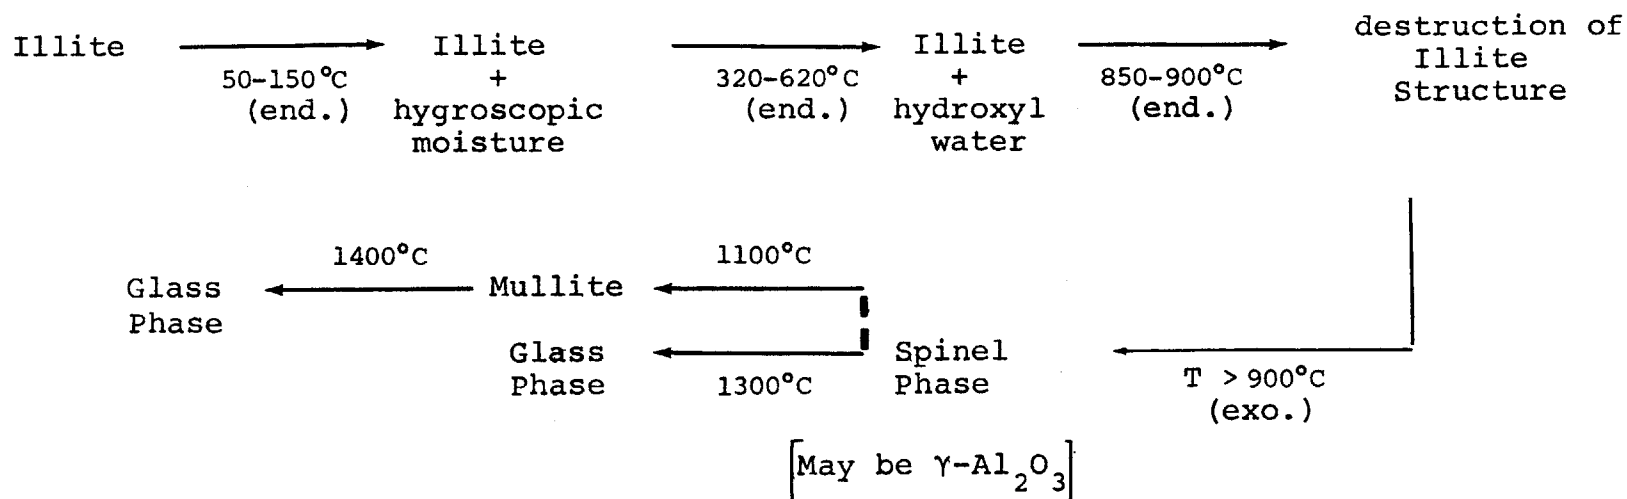 Illite
50-150°C
(end.)
Illite
+
hygroscopic
moisture
320-620°C
(end.)
Illite
+
hydroxyl
water
850-900°C
(end.)
destruction of
Illite
Structure
T > 900°C
(exo.)
Spinel
Phase
[May be γ-Al₂O₃]
1100°C
Mullite
1400°C
Glass
Phase
1300°C
Glass
Phase